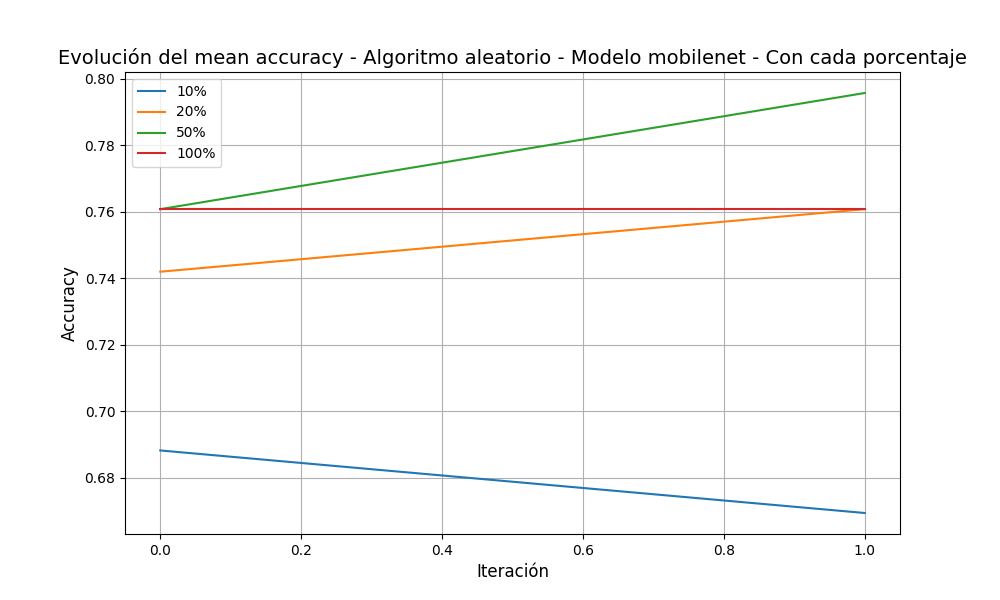 Evolución del mean accuracy - Algoritmo aleatorio - Modelo mobilenet - Con cada porcentaje
10%
20%
50%
100%
Accuracy
0.80
0.78
0.76
0.74
0.72
0.70
0.68
0.0 0.2 0.4 0.6 0.8 1.0
Iteración